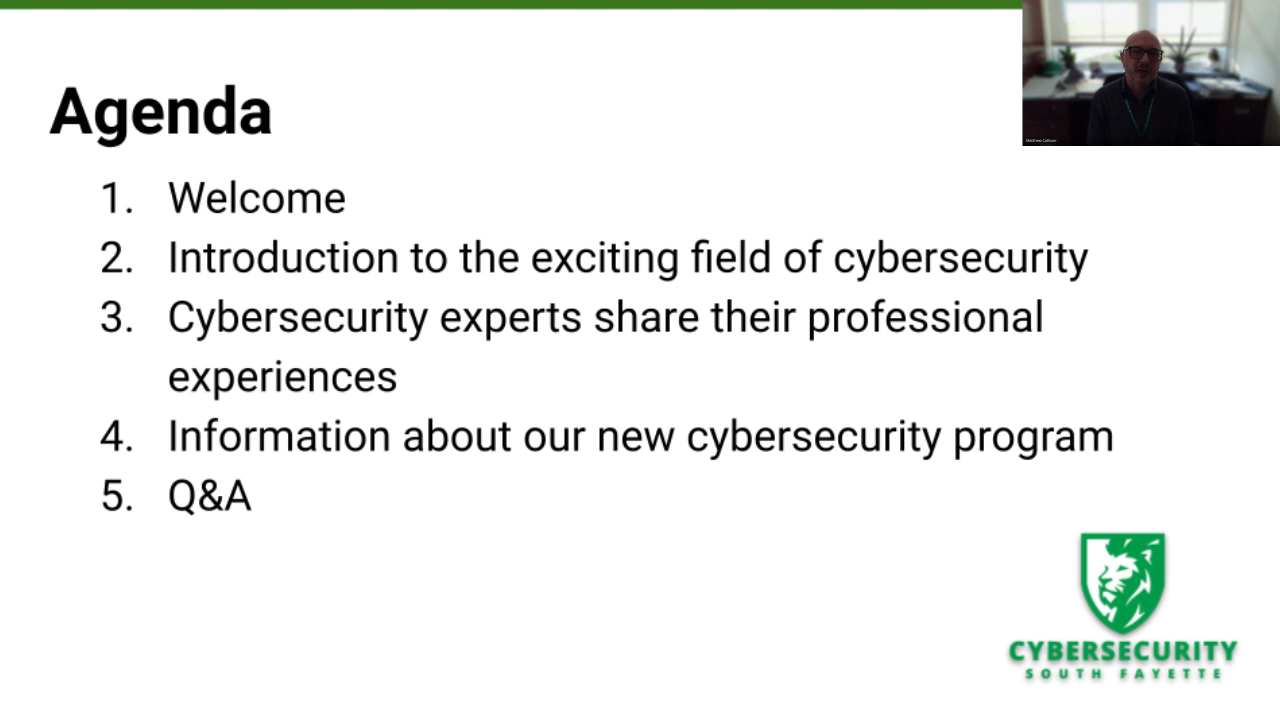 Agenda
1. Welcome
2. Introduction to the exciting field of cybersecurity
3. Cybersecurity experts share their professional
experiences
4. Information about our new cybersecurity program
5. Q&A
CYBERSECURITY
SOUTH FAYETTE